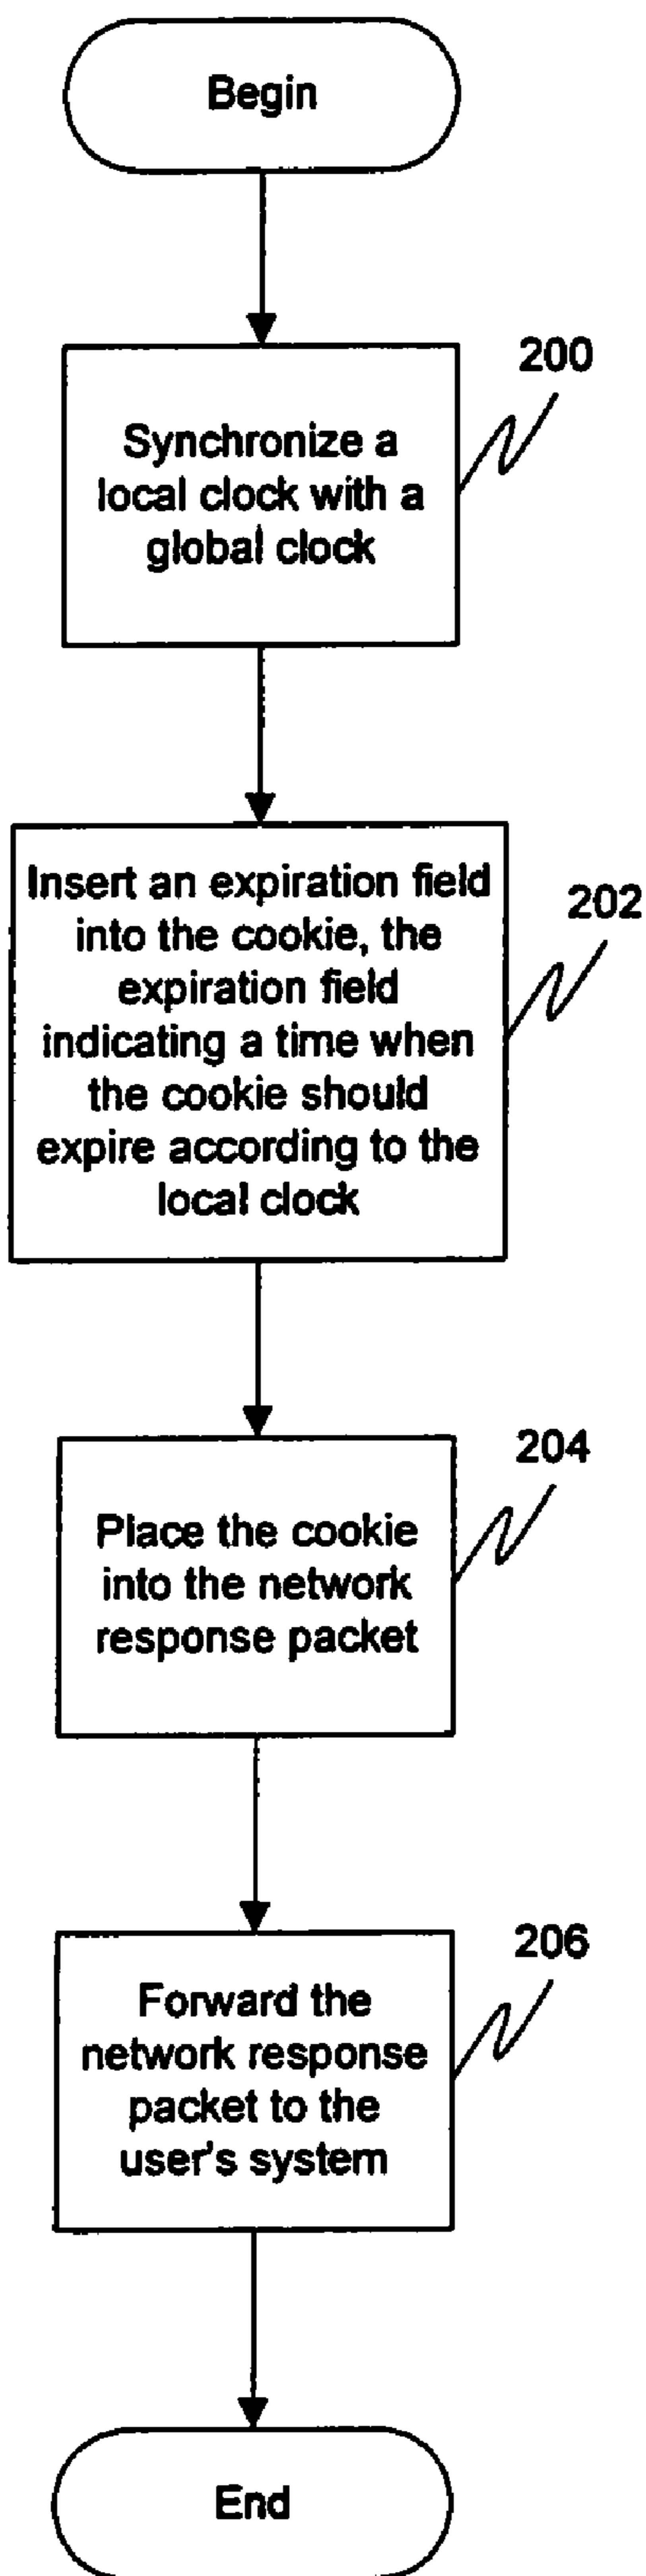 Begin
200
Synchronize a
local clock with a
global clock
202
Insert an expiration field
into the cookie, the
expiration field
indicating a time when
the cookie should
expire according to the
local clock
204
Place the cookie
into the network
response packet
206
Forward the
network response
packet to the
user's system
End